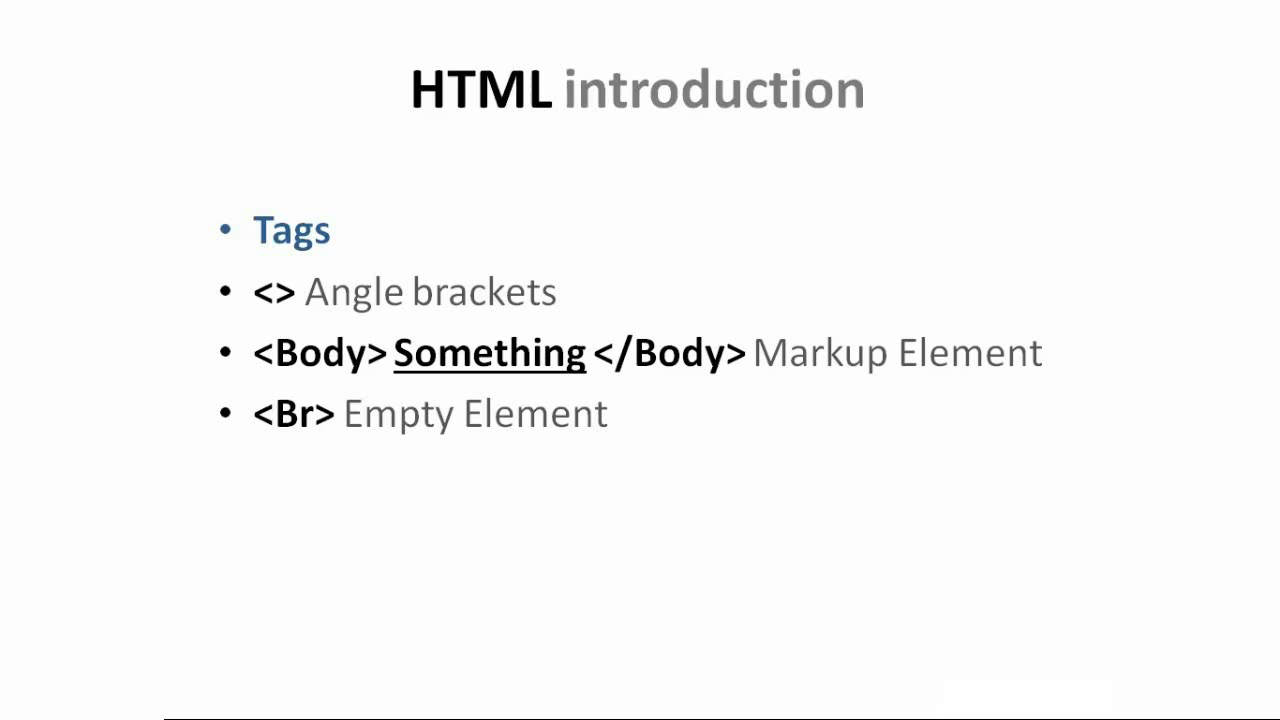 HTML introduction
• Tags
• <> Angle brackets
• <Body> Something </Body> Markup Element
• <Br> Empty Element